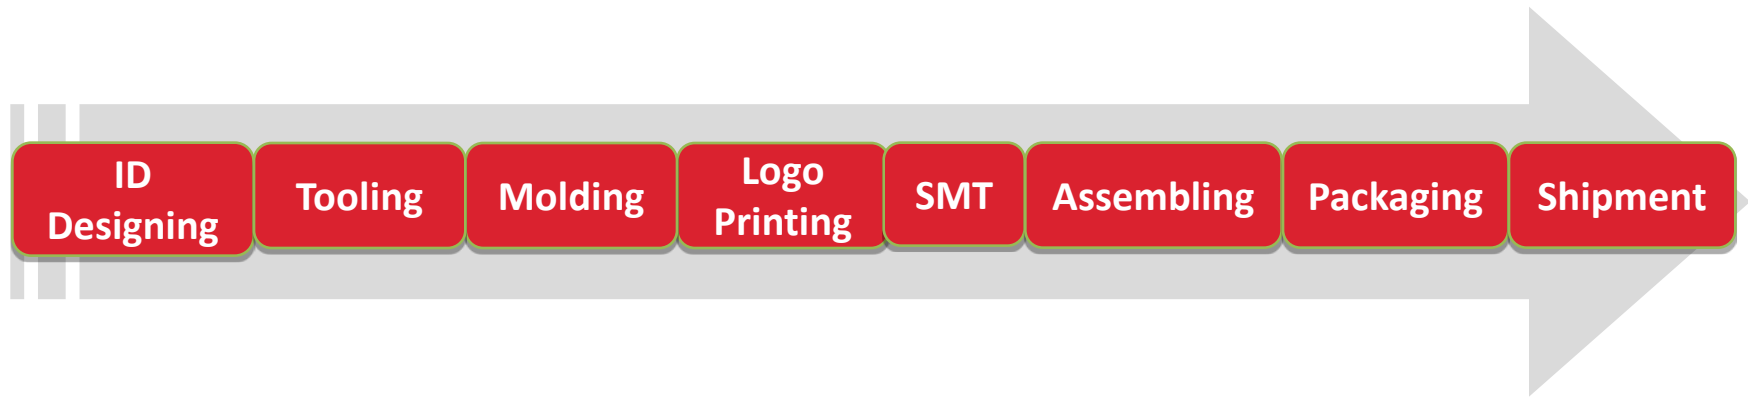 ID
Designing
Tooling
Molding
Logo
Printing
SMT
Assembling
Packaging
Shipment